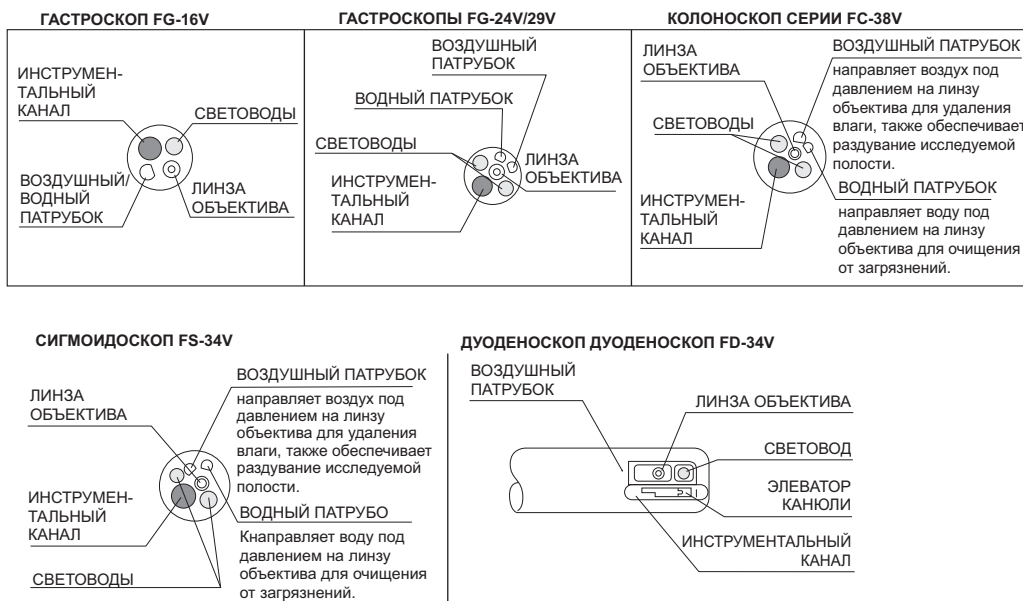 ГАСТРОСКОП FG-16V
ИНСТРУМЕН-
ТАЛЬНЫЙ
КАНАЛ
СВЕТОВОДЫ
ВОЗДУШНЫЙ/
ВОДНЫЙ
ПАТРУБОК
ЛИНЗА
ОБЪЕКТИВА
ГАСТРОСКОПЫ FG-24V/29V
ВОЗДУШНЫЙ
ПАТРУБОК
ВОДНЫЙ ПАТРУБОК
СВЕТОВОДЫ
ЛИНЗА
ОБЪЕКТИВА
ИНСТРУМЕН-
ТАЛЬНЫЙ
КАНАЛ
КОЛОНОСКОП СЕРИИ FC-38V
ЛИНЗА
ОБЪЕКТИВА
СВЕТОВОДЫ
ИНСТРУМЕН-
ТАЛЬНЫЙ
КАНАЛ
ВОЗДУШНЫЙ ПАТРУБОК
направляет воздух под
давлением на линзу
объектива для удаления
влаги, также обеспечивает
раздувание исследуемой
полости.
ВОДНЫЙ ПАТРУБОК
направляет воду под
давлением на линзу
объектива для очищения
от загрязнений.
СИГМОИДОСКОП FS-34V
ЛИНЗА
ОБЪЕКТИВА
ИНСТРУМЕН-
ТАЛЬНЫЙ
КАНАЛ
СВЕТОВОДЫ
ВОЗДУШНЫЙ ПАТРУБОК
направляет воздух под
давлением на линзу
объектива для удаления
влаги, также обеспечивает
раздувание исследуемой
полости.
ВОДНЫЙ ПАТРУБО
Кнаправляет воду под
давлением на линзу
объектива для очищения
от загрязнений.
ДУОДЕНОСКОП ДУОДЕНОСКОП FD-34V
ВОЗДУШНЫЙ
ПАТРУБОК
ЛИНЗА ОБЪЕКТИВА
СВЕТОВОД
ЭЛЕВАТОР
КАНЮЛИ
ИНСТРУМЕНТАЛЬНЫЙ
КАНАЛ